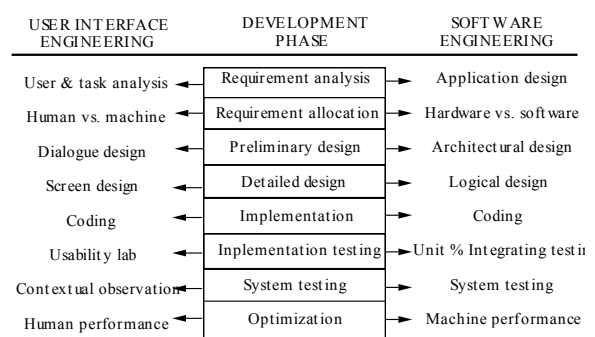 USER INTERFACE ENGINEERING
DEVELOPMENT PHASE
SOFTWARE ENGINEERING
User & task analysis
Requirement analysis
Application design
Human vs. machine
Requirement allocation
Hardware vs. software
Dialogue design
Preliminary design
Architectural design
Screen design
Detailed design
Logical design
Coding
Implementation
Coding
Usability lab
Inplementation testing
Unit % Integrating testin
Contextual observation
System testing
System testing
Human performance
Optimization
Machine performance